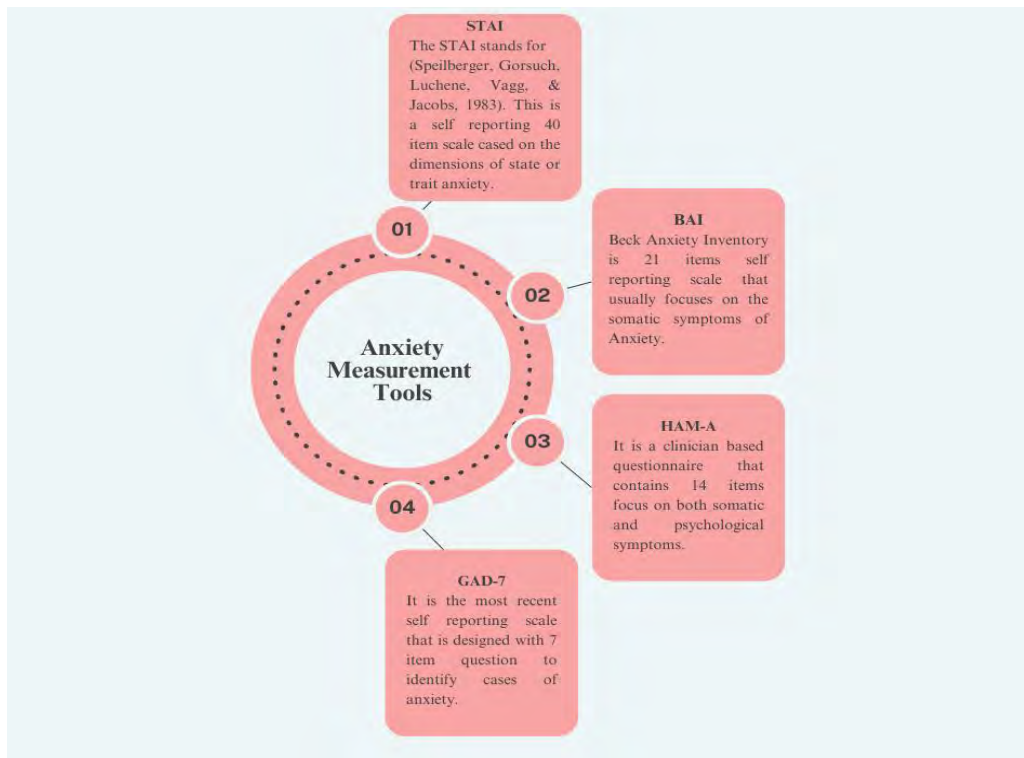 STAI
The STAI stands for
(Speilberger, Gorsuch,
Luchene, Vagg, &
Jacobs, 1983). This is
a self reporting 40
item scale cased on the
dimensions of state or
trait anxiety.
01
BAI
Beck Anxiety Inventory
is 21 items self
reporting scale that
usually focuses on the
somatic symptoms of
Anxiety.
02
Anxiety
Measurement
Tools
HAM-A
It is a clinician based
questionnaire that
contains 14 items
focus on both somatic
and psychological
symptoms.
03
04
GAD-7
It is the most recent
self reporting scale
that is designed with 7
item question to
identify cases of
anxiety.